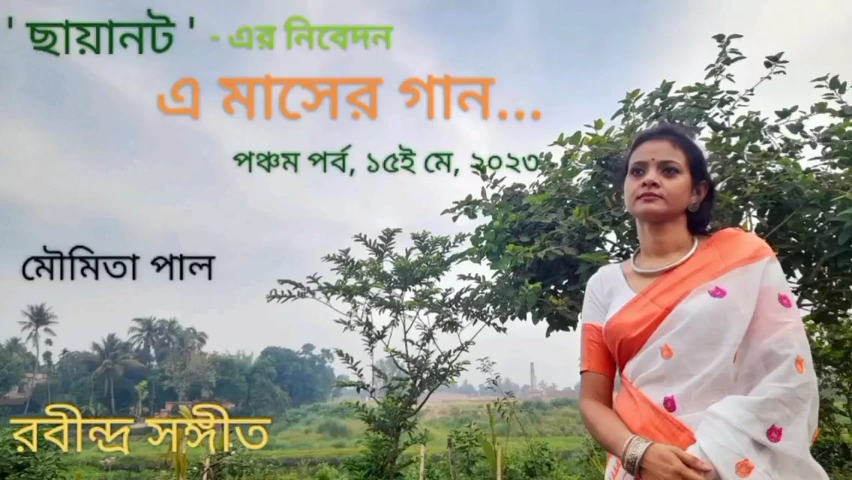 ' ছায়ানট ' - এর নিবেদন
এ মাসের গান...
পঞ্চম পর্ব, ১৫ই মে, ২০২৩
মৌমিতা পাল
রবীন্দ্র সঙ্গীত